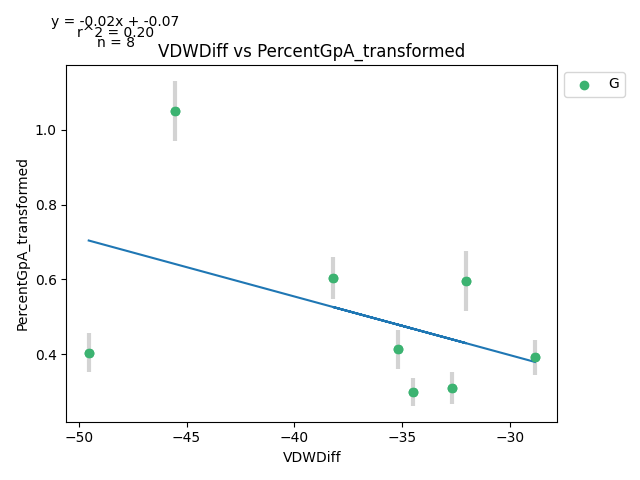 y = -0.02x + -0.07
r^2 = 0.20
n = 8
VDWDiff vs PercentGpA_transformed
G
PercentGpA_transformed
1.0
0.8
0.6
0.4
−50
−45
−40
−35
−30
VDWDiff